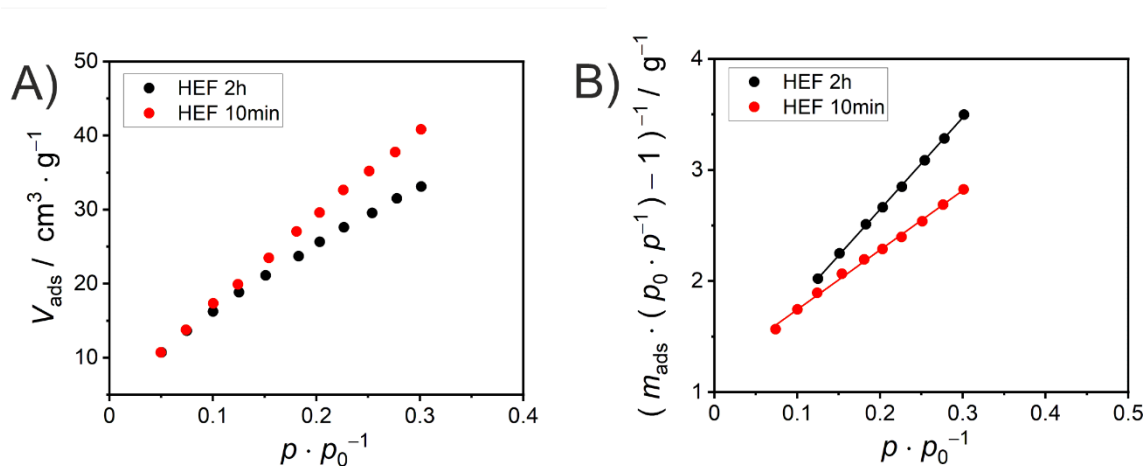 A)
HEF 2h
HEF 10min
V_ads / cm³ · g⁻¹
50
40
30
20
10
0
0.1
0.2
0.3
0.4
p · p₀⁻¹
B)
HEF 2h
HEF 10min
( m_ads · ( p₀ · p⁻¹ ) − 1 )⁻¹ / g⁻¹
4
3
2
1
0
0.1
0.2
0.3
0.4
0.5
p · p₀⁻¹